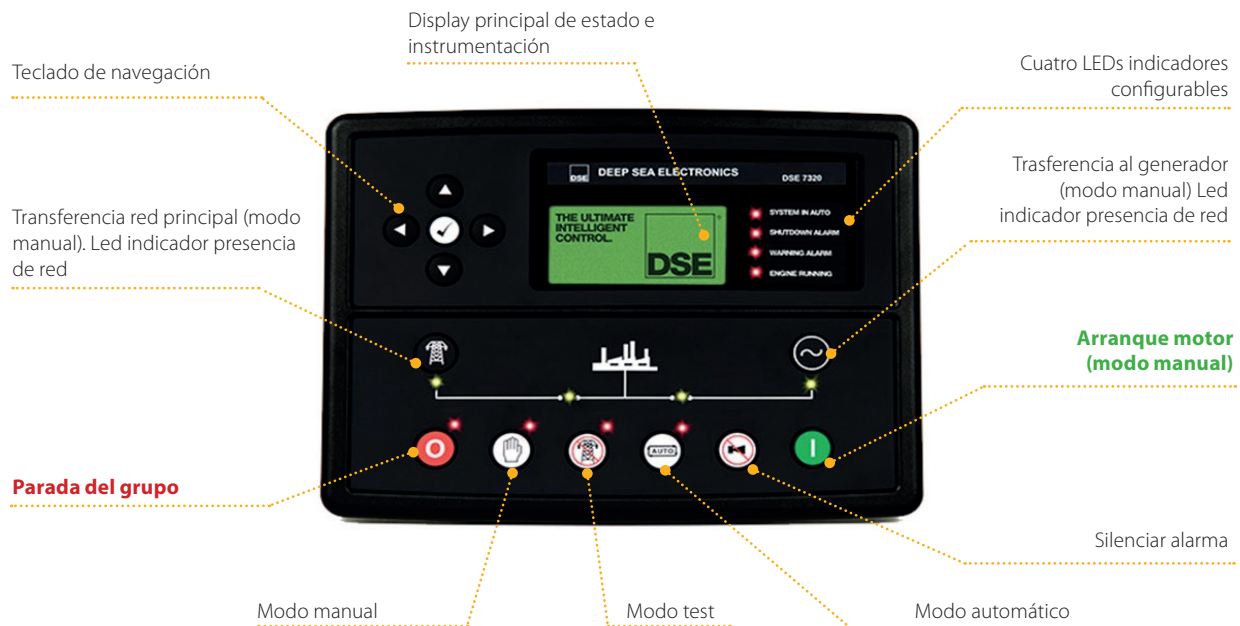 Display principal de estado e
instrumentación
Teclado de navegación
Cuatro LEDs indicadores
configurables
Trasferencia al generador
(modo manual) Led
indicador presencia de red
Transferencia red principal (modo
manual). Led indicador presencia
de red
DSE DEEP SEA ELECTRONICS DSE 7320
THE ULTIMATE
INTELLIGENT
CONTROL.
DSE
SYSTEM IN AUTO
SHUTDOWN ALARM
WARNING ALARM
ENGINE RUNNING
Arranque motor
(modo manual)
O
AUTO
I
Parada del grupo
Silenciar alarma
Modo manual
Modo test
Modo automático